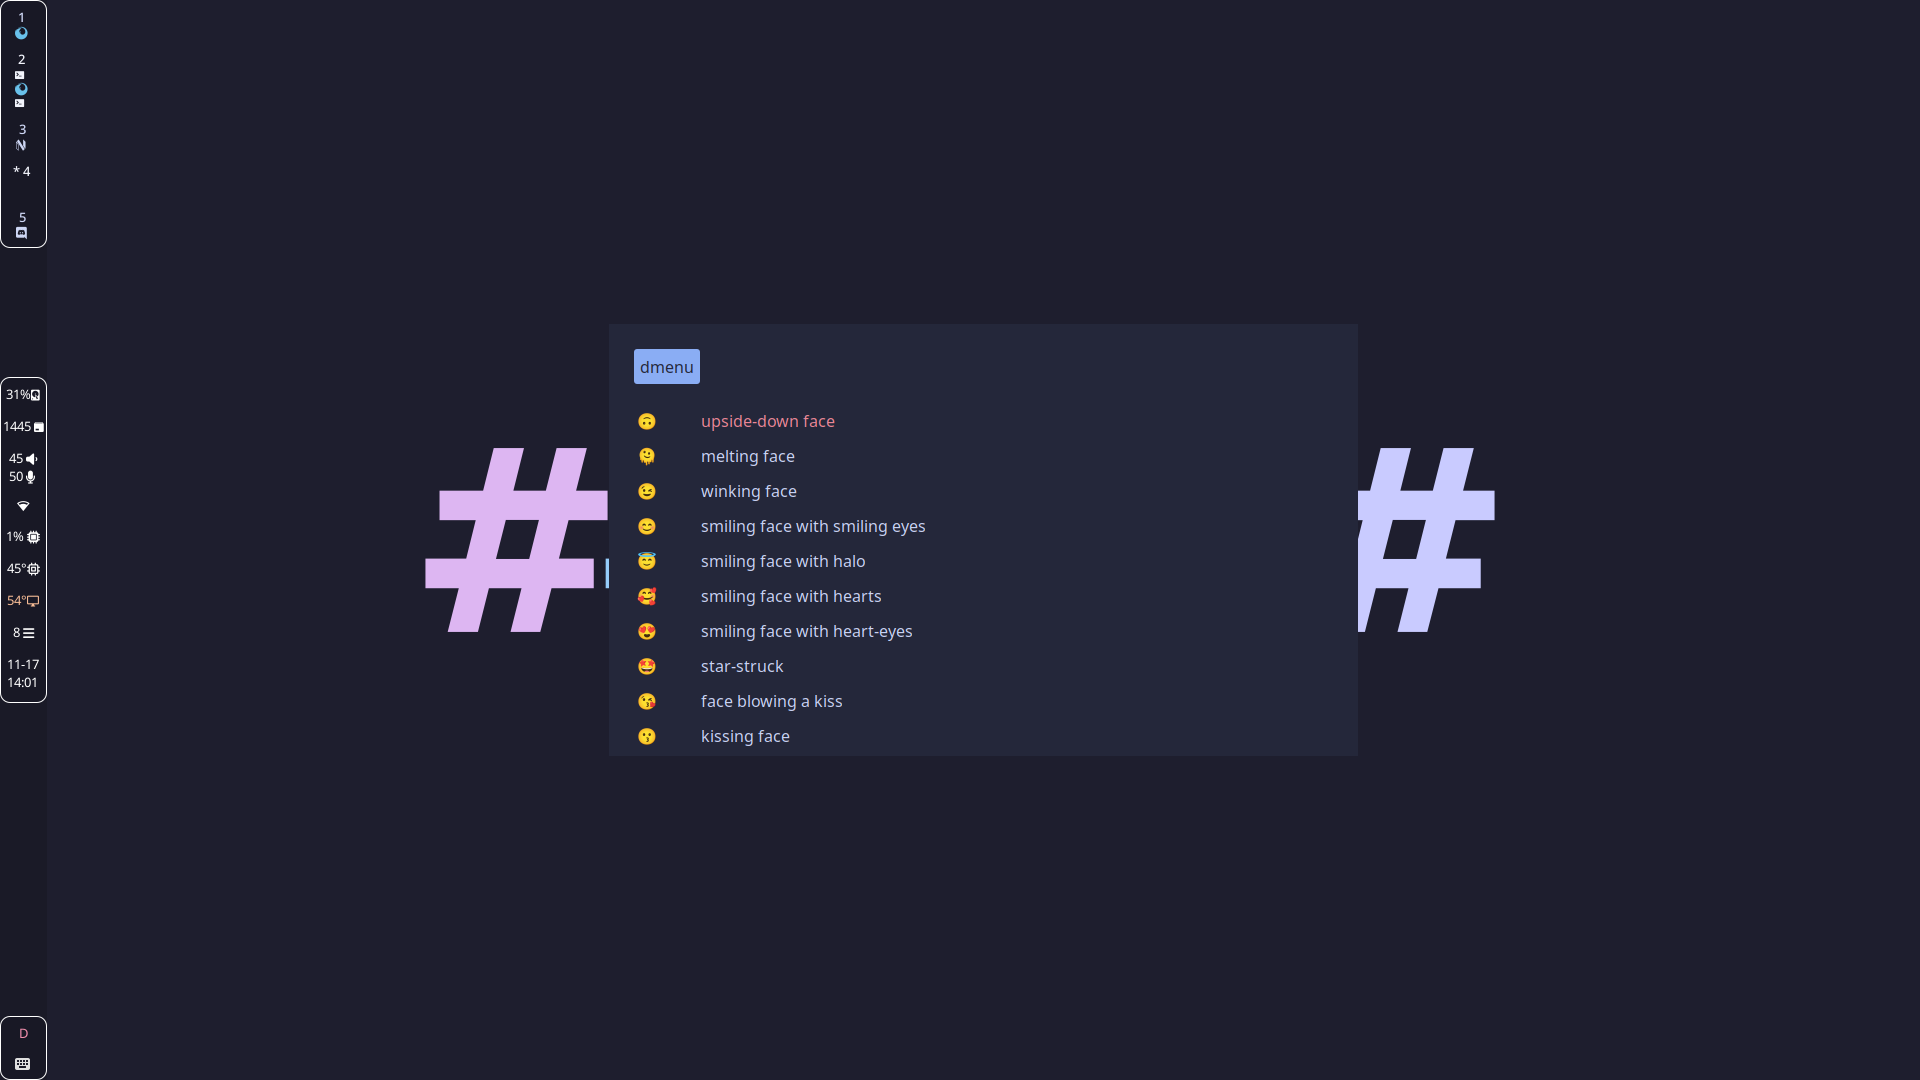 1
2
3
* 4
5
31%
1445
45
50
1%
45°
54°
8
11-17
14:01
D
#
#
dmenu
🙃 upside-down face
🫠 melting face
😉 winking face
😊 smiling face with smiling eyes
😇 smiling face with halo
🥰 smiling face with hearts
😍 smiling face with heart-eyes
🤩 star-struck
😘 face blowing a kiss
😗 kissing face